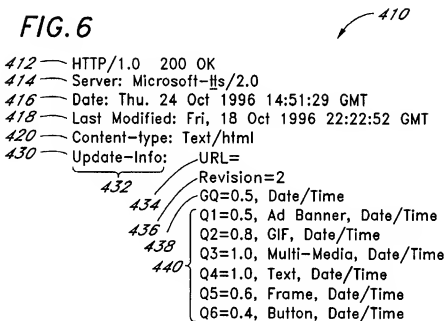 FIG. 6
410
412 HTTP/1.0 200 OK
414 Server: Microsoft-tls/2.0
416 Date: Thu. 24 Oct 1996 14:51:29 GMT
418 Last Modified: Fri, 18 Oct 1996 22:22:52 GMT
420 Content-type: Text/html
430 Update-Info: URL=
432
434
Revision=2
436
GQ=0.5, Date/Time
438
Q1=0.5, Ad Banner, Date/Time
Q2=0.8, GIF, Date/Time
Q3=1.0, Multi-Media, Date/Time
440 Q4=1.0, Text, Date/Time
Q5=0.6, Frame, Date/Time
Q6=0.4, Button, Date/Time